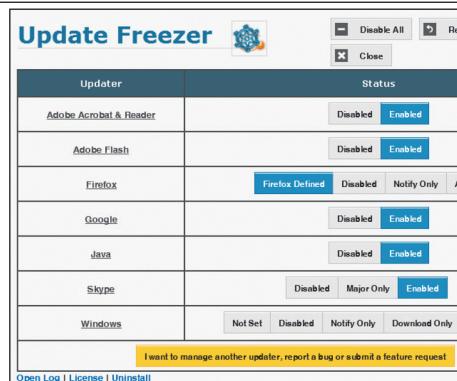 Update Freezer
Disable All
Close
Updater Status
Adobe Acrobat & Reader Disabled Enabled
Adobe Flash Disabled Enabled
Firefox Firefox Defined Disabled Notify Only
Google Disabled Enabled
Java Disabled Enabled
Skype Disabled Major Only Enabled
Windows Not Set Disabled Notify Only Download Only
I want to manage another updater, report a bug or submit a feature request
Open Log | License | Uninstall